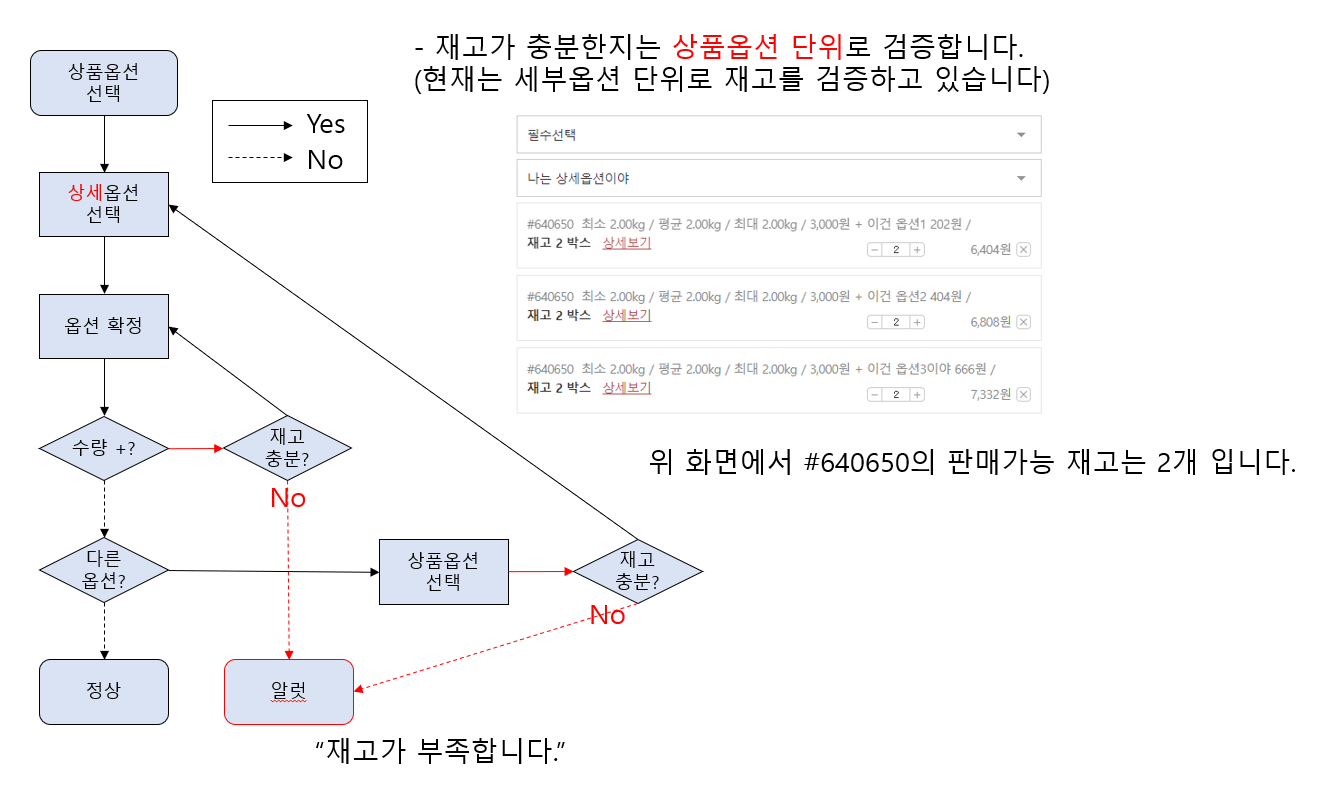 - 재고가 충분한지는 상품옵션 단위로 검증합니다.
(현재는 세부옵션 단위로 재고를 검증하고 있습니다)
상품옵션
선택
Yes
No
필수선택
나는 상세옵션이야
상세옵션
선택
#640650 최소 2.00kg / 평균 2.00kg / 최대 2.00kg / 3,000원 + 이건 옵션1 202원 /
재고 2 박스 상세보기
− 2 + 6,404원 ×
#640650 최소 2.00kg / 평균 2.00kg / 최대 2.00kg / 3,000원 + 이건 옵션2 404원 /
재고 2 박스 상세보기
− 2 + 6,808원 ×
옵션 확정
#640650 최소 2.00kg / 평균 2.00kg / 최대 2.00kg / 3,000원 + 이건 옵션3이야 666원 /
재고 2 박스 상세보기
− 2 + 7,332원 ×
수량 +?
재고
충분?
위 화면에서 #640650의 판매가능 재고는 2개 입니다.
No
다른
옵션?
상품옵션
선택
재고
충분?
No
정상
알럿
“재고가 부족합니다.”